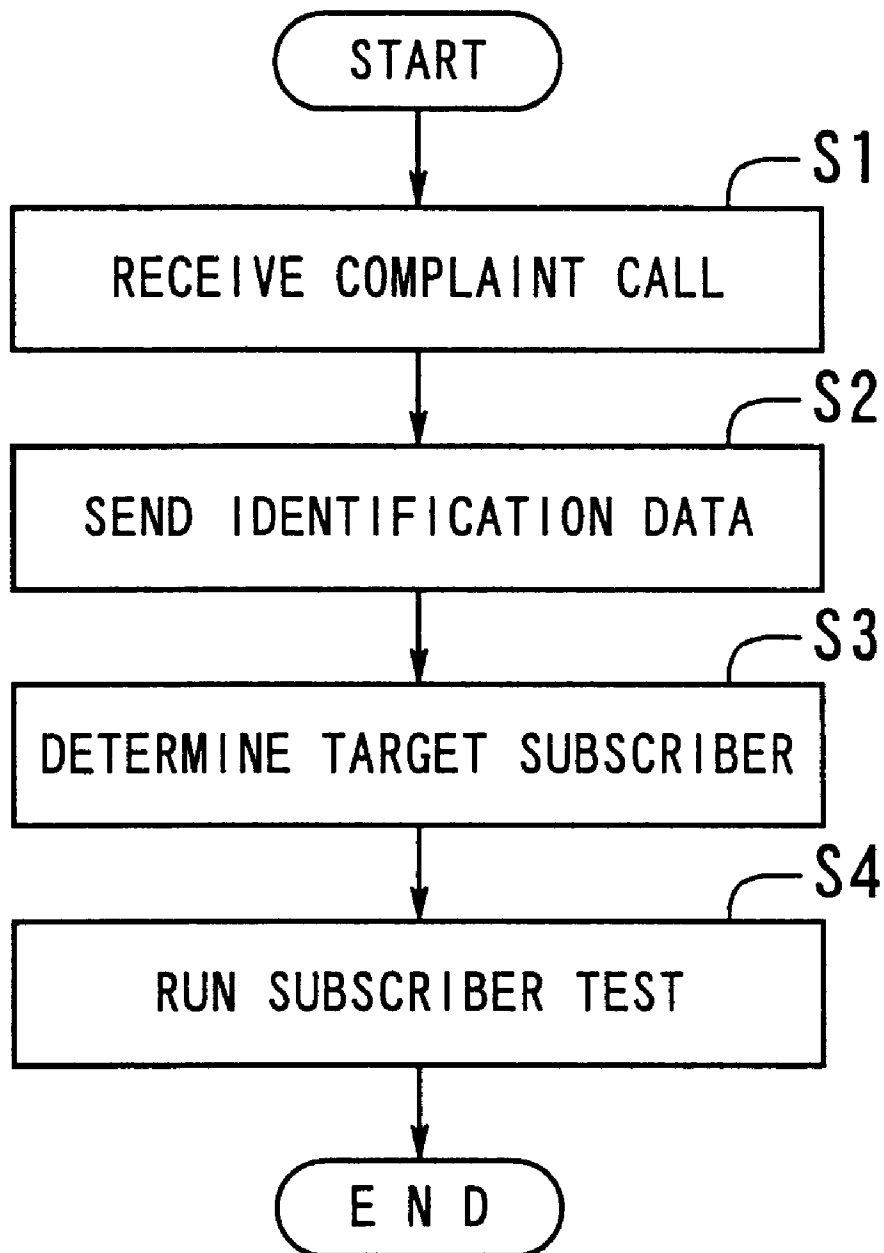 START
S1
RECEIVE COMPLAINT CALL
S2
SEND IDENTIFICATION DATA
S3
DETERMINE TARGET SUBSCRIBER
S4
RUN SUBSCRIBER TEST
END